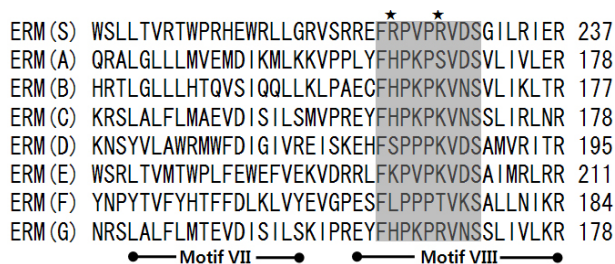 ★ ★
ERM(S) WSLLTVRTWPRHEWRLLGRVSRREFRPVPRVDSGILRIER 237
ERM(A) QRALGLLLMVEMDIKMLKKVPPLYFHPKPSVDSVLIVLER 178
ERM(B) HRTLGLLLHTQVSIQQLLKLPAECFHPKPKVNSVLIKLTR 177
ERM(C) KRSLALFLMAEVDISILSMVPREYFHPKPKVNSSLIRLNR 178
ERM(D) KNSYVLAWRMWFDIGIVREISKEHFSPPPKVDSAMVRITR 195
ERM(E) WSRLTVMTWPLFEWEFVEKVDRRLFKPVPKVDSAIMRLRR 211
ERM(F) YNPYTVFYHTFFDLKLVYEVGPESFLPPPTVKSALLNIKR 184
ERM(G) NRSLALFLMTEVDISILSKIPREYFHPKPRVNSSLIVLKR 178
Motif VII Motif VIII